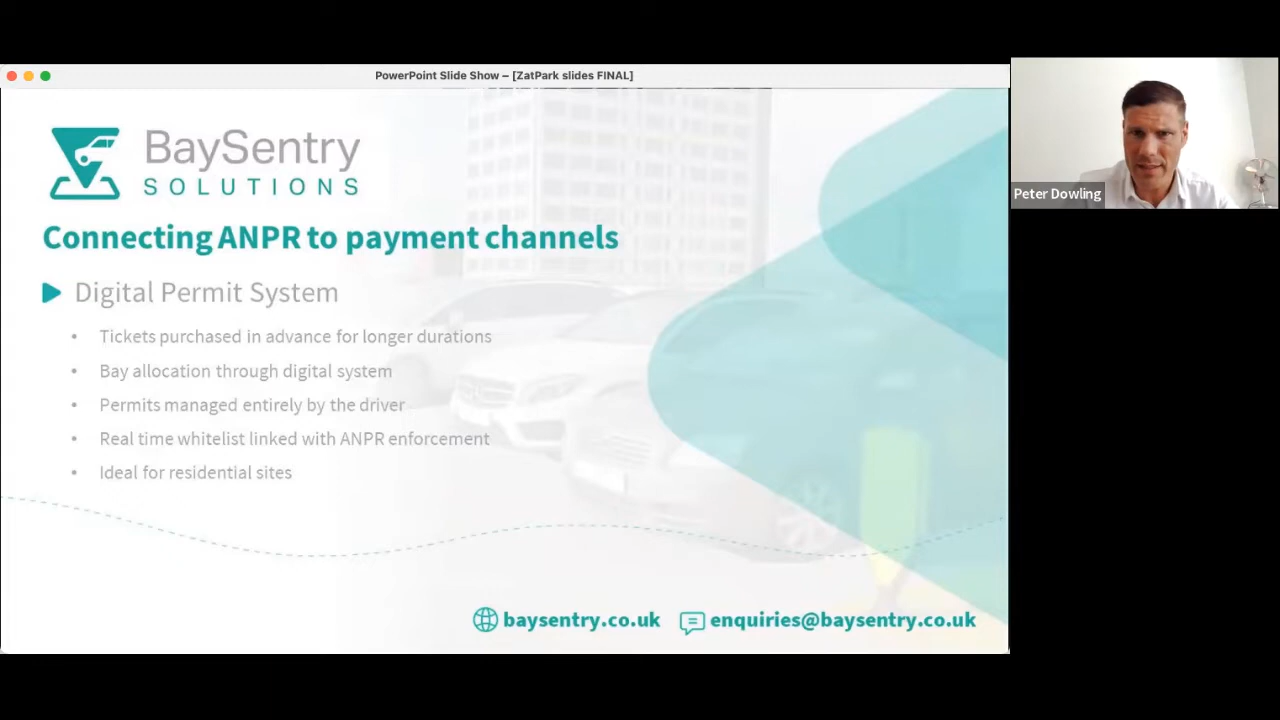 PowerPoint Slide Show – [ZatPark slides FINAL]
BaySentry
SOLUTIONS
Connecting ANPR to payment channels
Digital Permit System
• Tickets purchased in advance for longer durations
• Bay allocation through digital system
• Permits managed entirely by the driver
• Real time whitelist linked with ANPR enforcement
• Ideal for residential sites
baysentry.co.uk
enquiries@baysentry.co.uk
Peter Dowling